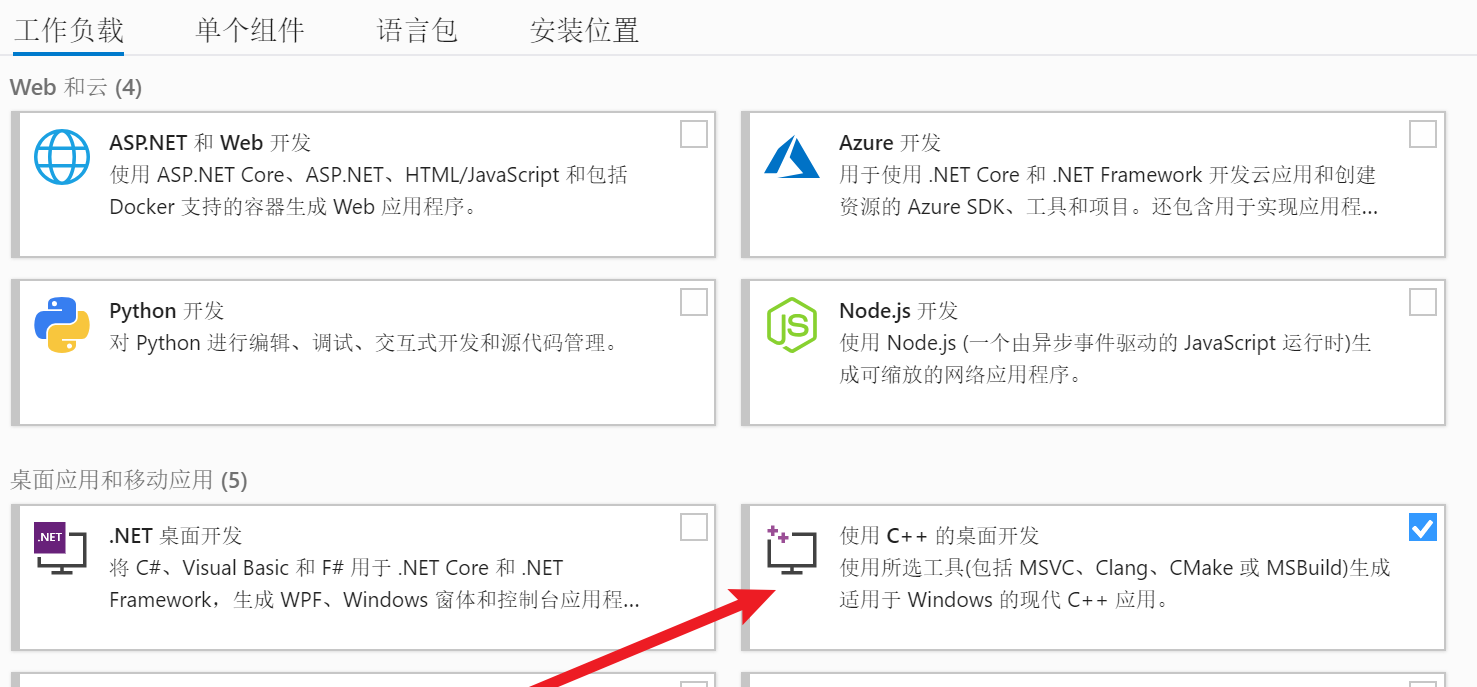 工作负载 单个组件 语言包 安装位置
Web 和云 (4)
ASP.NET 和 Web 开发
使用 ASP.NET Core、ASP.NET、HTML/JavaScript 和包括
Docker 支持的容器生成 Web 应用程序。
Azure 开发
用于使用 .NET Core 和 .NET Framework 开发云应用和创建
资源的 Azure SDK、工具和项目。还包含用于实现应用程...
Python 开发
对 Python 进行编辑、调试、交互式开发和源代码管理。
JS
Node.js 开发
使用 Node.js (一个由异步事件驱动的 JavaScript 运行时)生
成可缩放的网络应用程序。
桌面应用和移动应用 (5)
.NET
.NET 桌面开发
将 C#、Visual Basic 和 F# 用于 .NET Core 和 .NET
Framework，生成 WPF、Windows 窗体和控制台应用程...
使用 C++ 的桌面开发
使用所选工具(包括 MSVC、Clang、CMake 或 MSBuild)生成
适用于 Windows 的现代 C++ 应用。